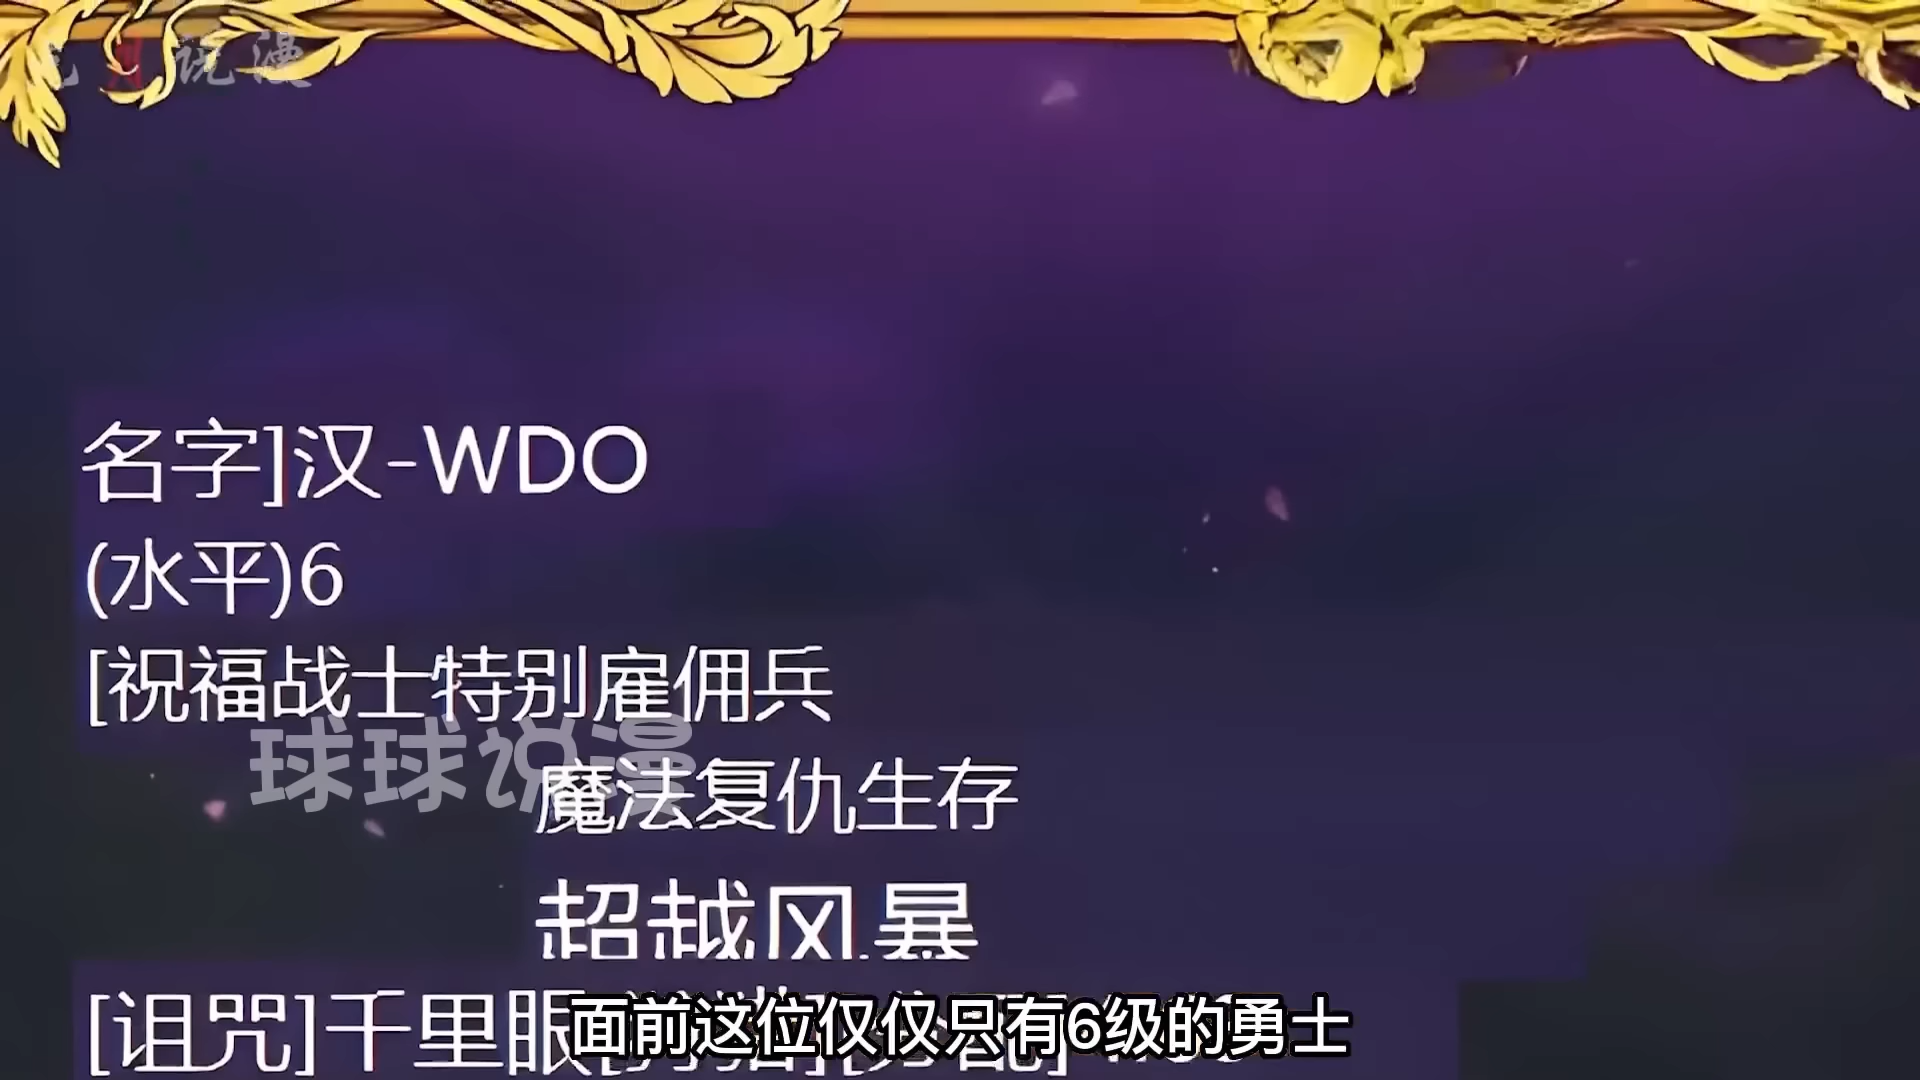 说漫
名字]汉-WDO
(水平)6
[祝福战士特别雇佣兵
球球说漫
魔法复仇生存
超越风暴
[诅咒]千里眼
面前这位仅仅只有6级的勇士